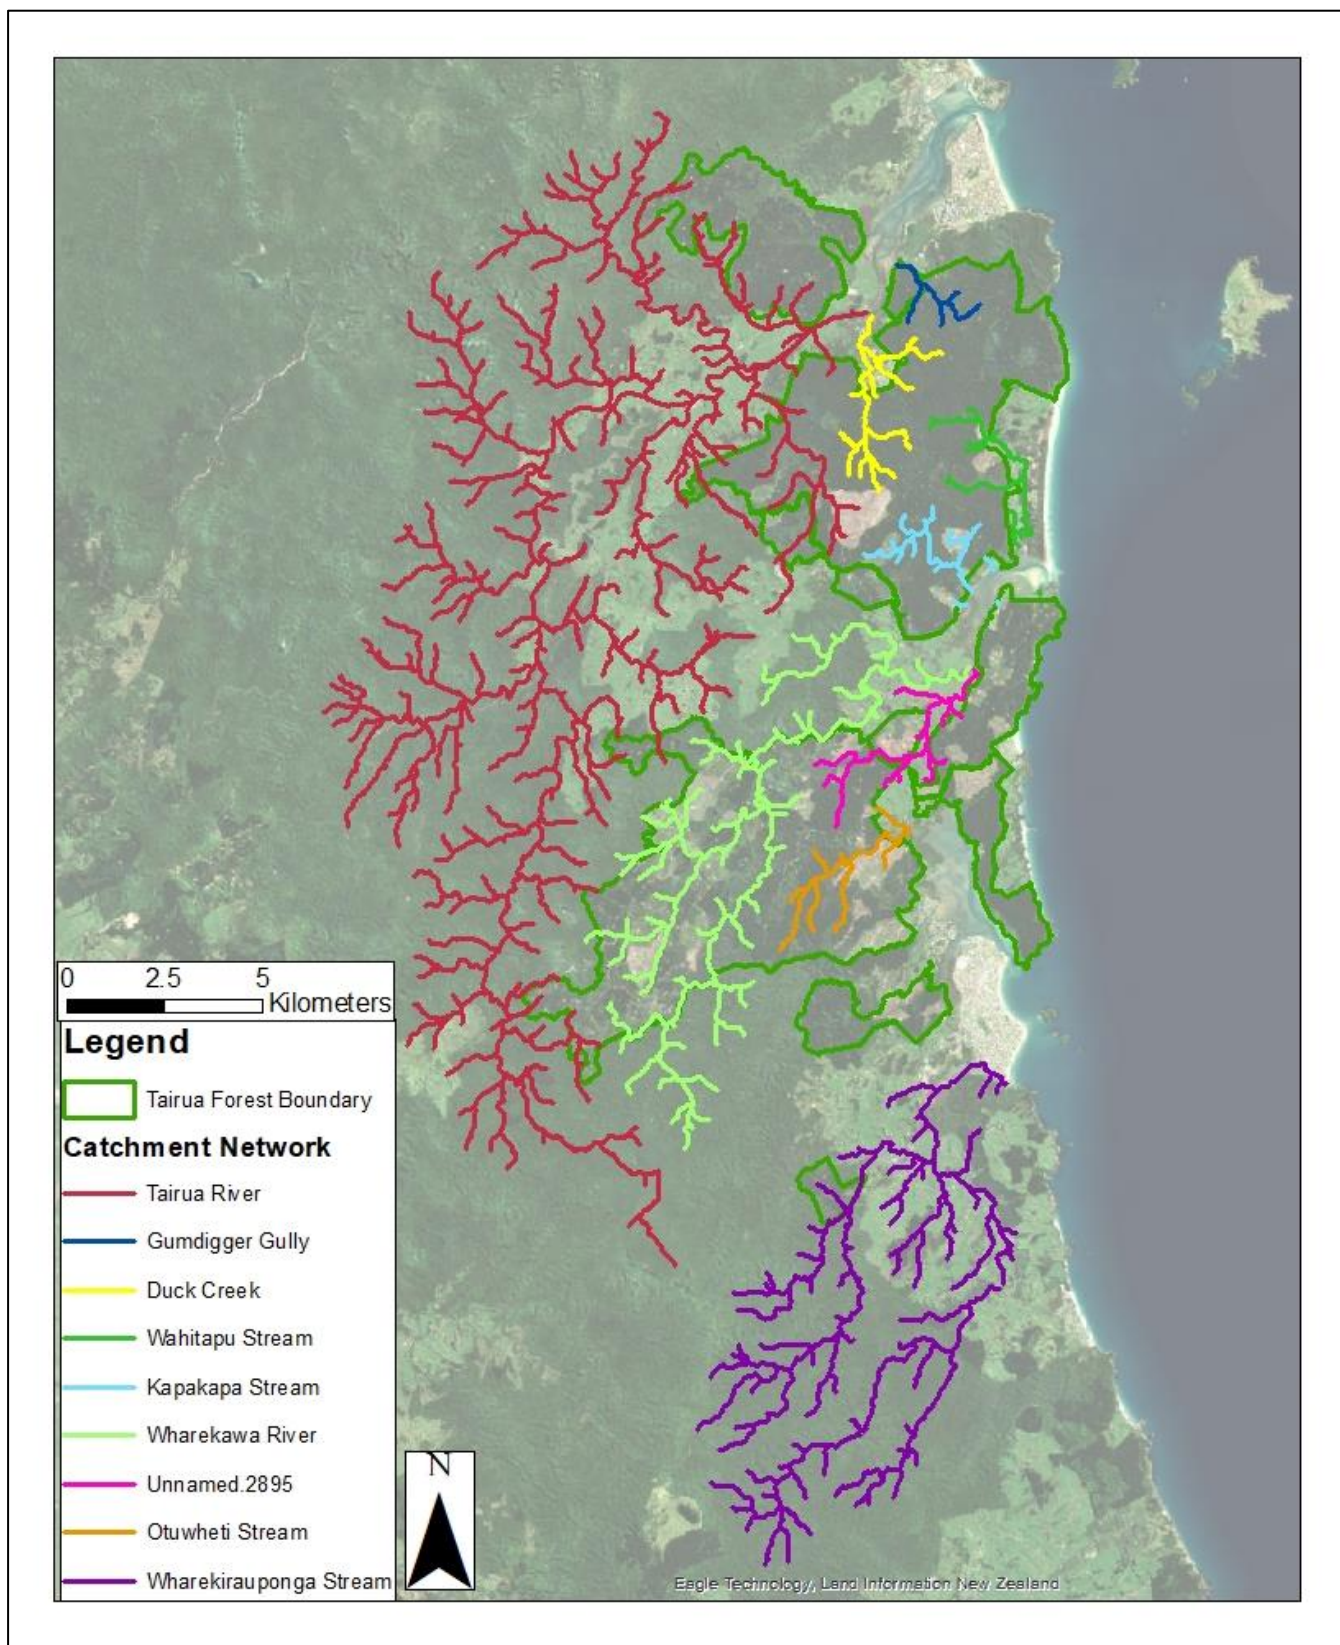 0 2.5 5
Kilometers
Legend
Tairua Forest Boundary
Catchment Network
Tairua River
Gumdigger Gully
Duck Creek
Wahitapu Stream
Kapakapa Stream
Wharekawa River
Unnamed.2895
Otuwheti Stream
Wharekirauponga Stream
N
Eagle Technology, Land Information New Zealand